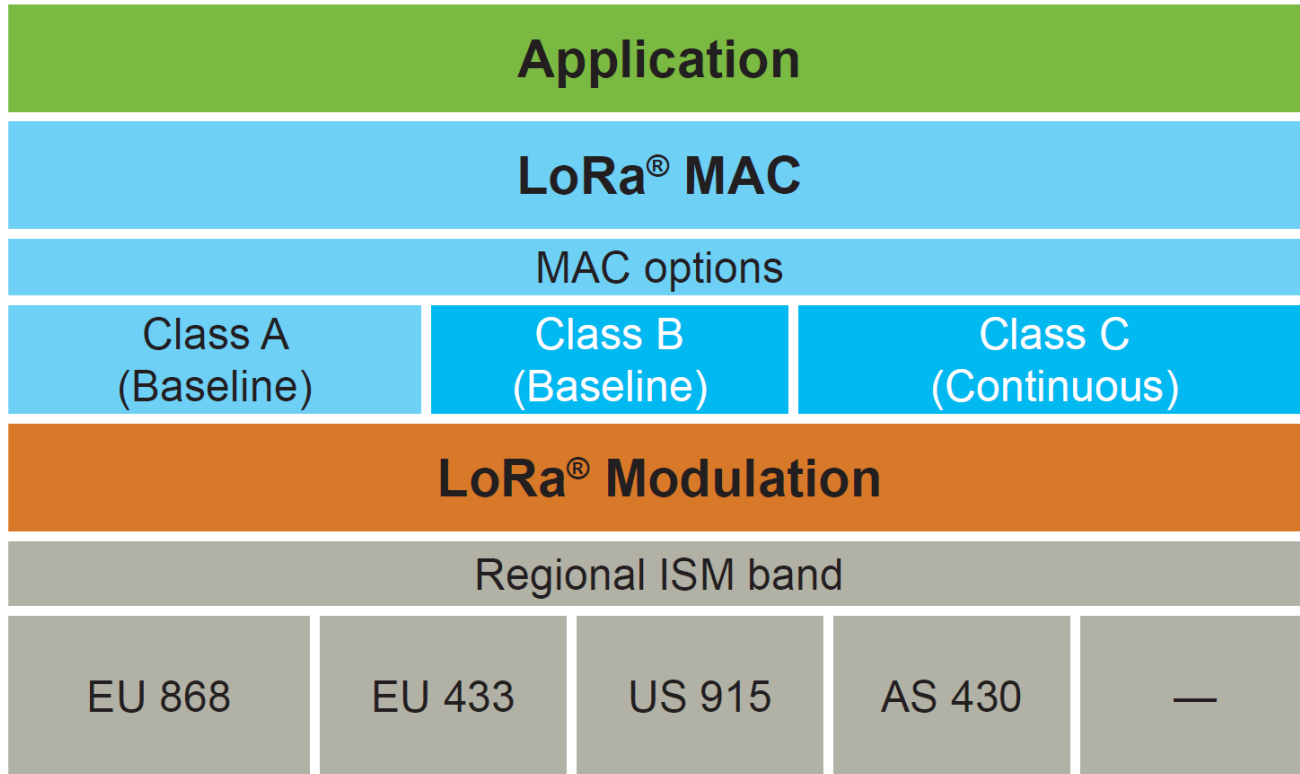 Application
LoRa® MAC
MAC options
Class A
(Baseline)
Class B
(Baseline)
Class C
(Continuous)
LoRa® Modulation
Regional ISM band
EU 868
EU 433
US 915
AS 430
—